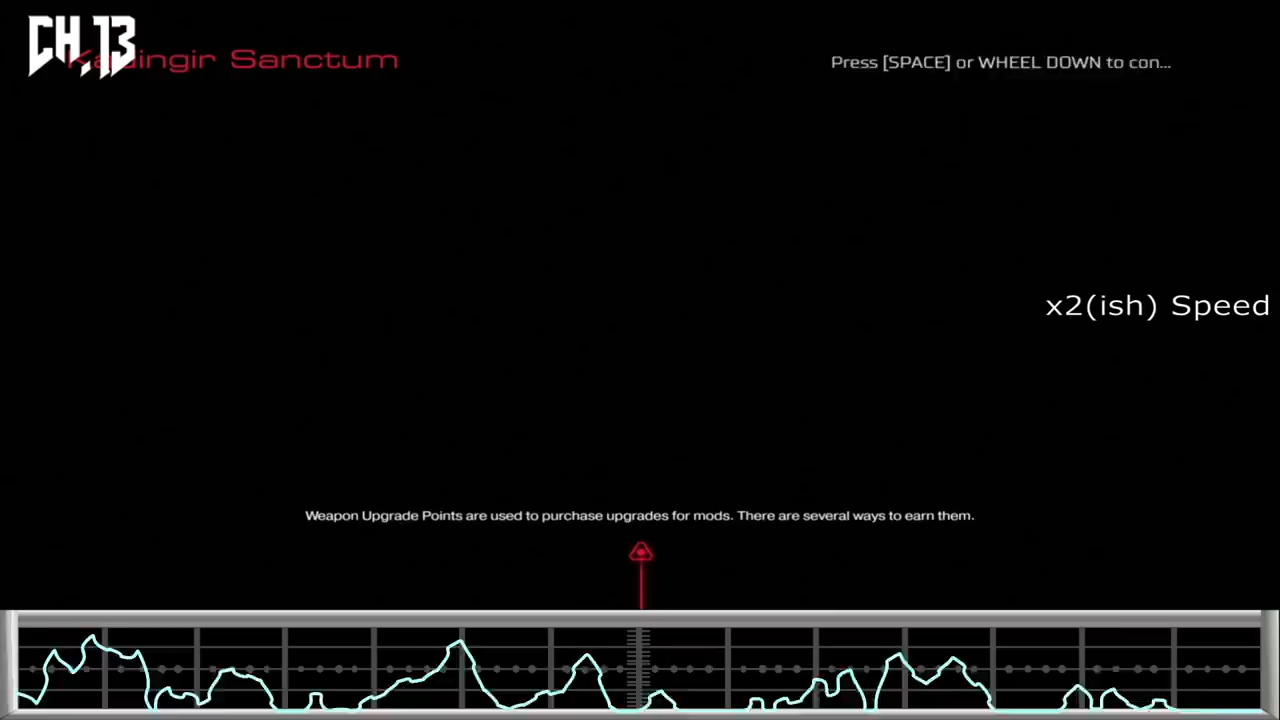 CH.13
Kadingir Sanctum
Press [SPACE] or WHEEL DOWN to con...
x2(ish) Speed
Weapon Upgrade Points are used to purchase upgrades for mods. There are several ways to earn them.